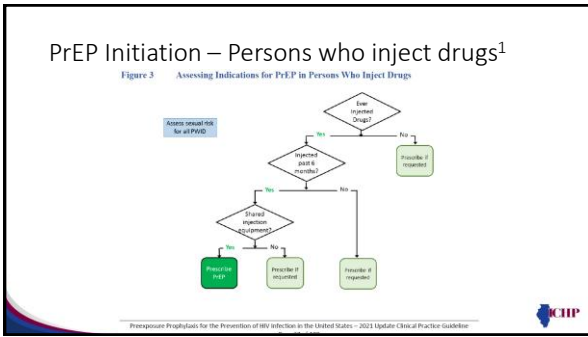 PrEP Initiation – Persons who inject drugs¹
Figure 3 Assessing Indications for PrEP in Persons Who Inject Drugs
Ever
Injected
Drugs?
Assess sexual risk
for all PWID
Yes
No
Injected
past 6
months?
Prescribe if
requested
Yes
No
Shared
injection
equipment?
Yes
No
Prescribe
PrEP
Prescribe if
requested
Prescribe if
requested
Preexposure Prophylaxis for the Prevention of HIV Infection in the United States – 2021 Update Clinical Practice Guideline
ICHP